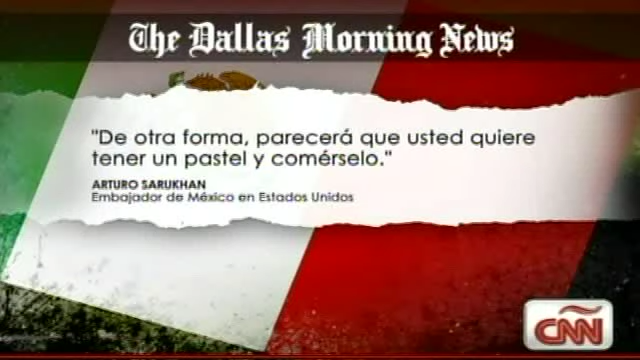 The Dallas Morning News
"De otra forma, parecerá que usted quiere
tener un pastel y comérselo."
ARTURO SARUKHAN
Embajador de México en Estados Unidos
CNN